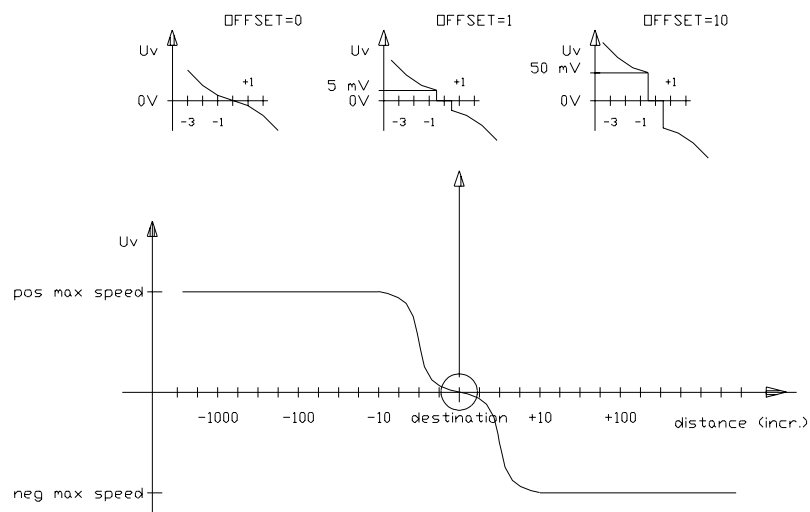 OFFSET=0 OFFSET=1 OFFSET=10
Uv Uv Uv
50 mV
+1 +1 +1
5 mV
0V 0V 0V
-3 -1 -3 -1 -3 -1
Uv
pos max speed
-1000 -100 -10 destination +10 +100 distance (incr.)
neg max speed